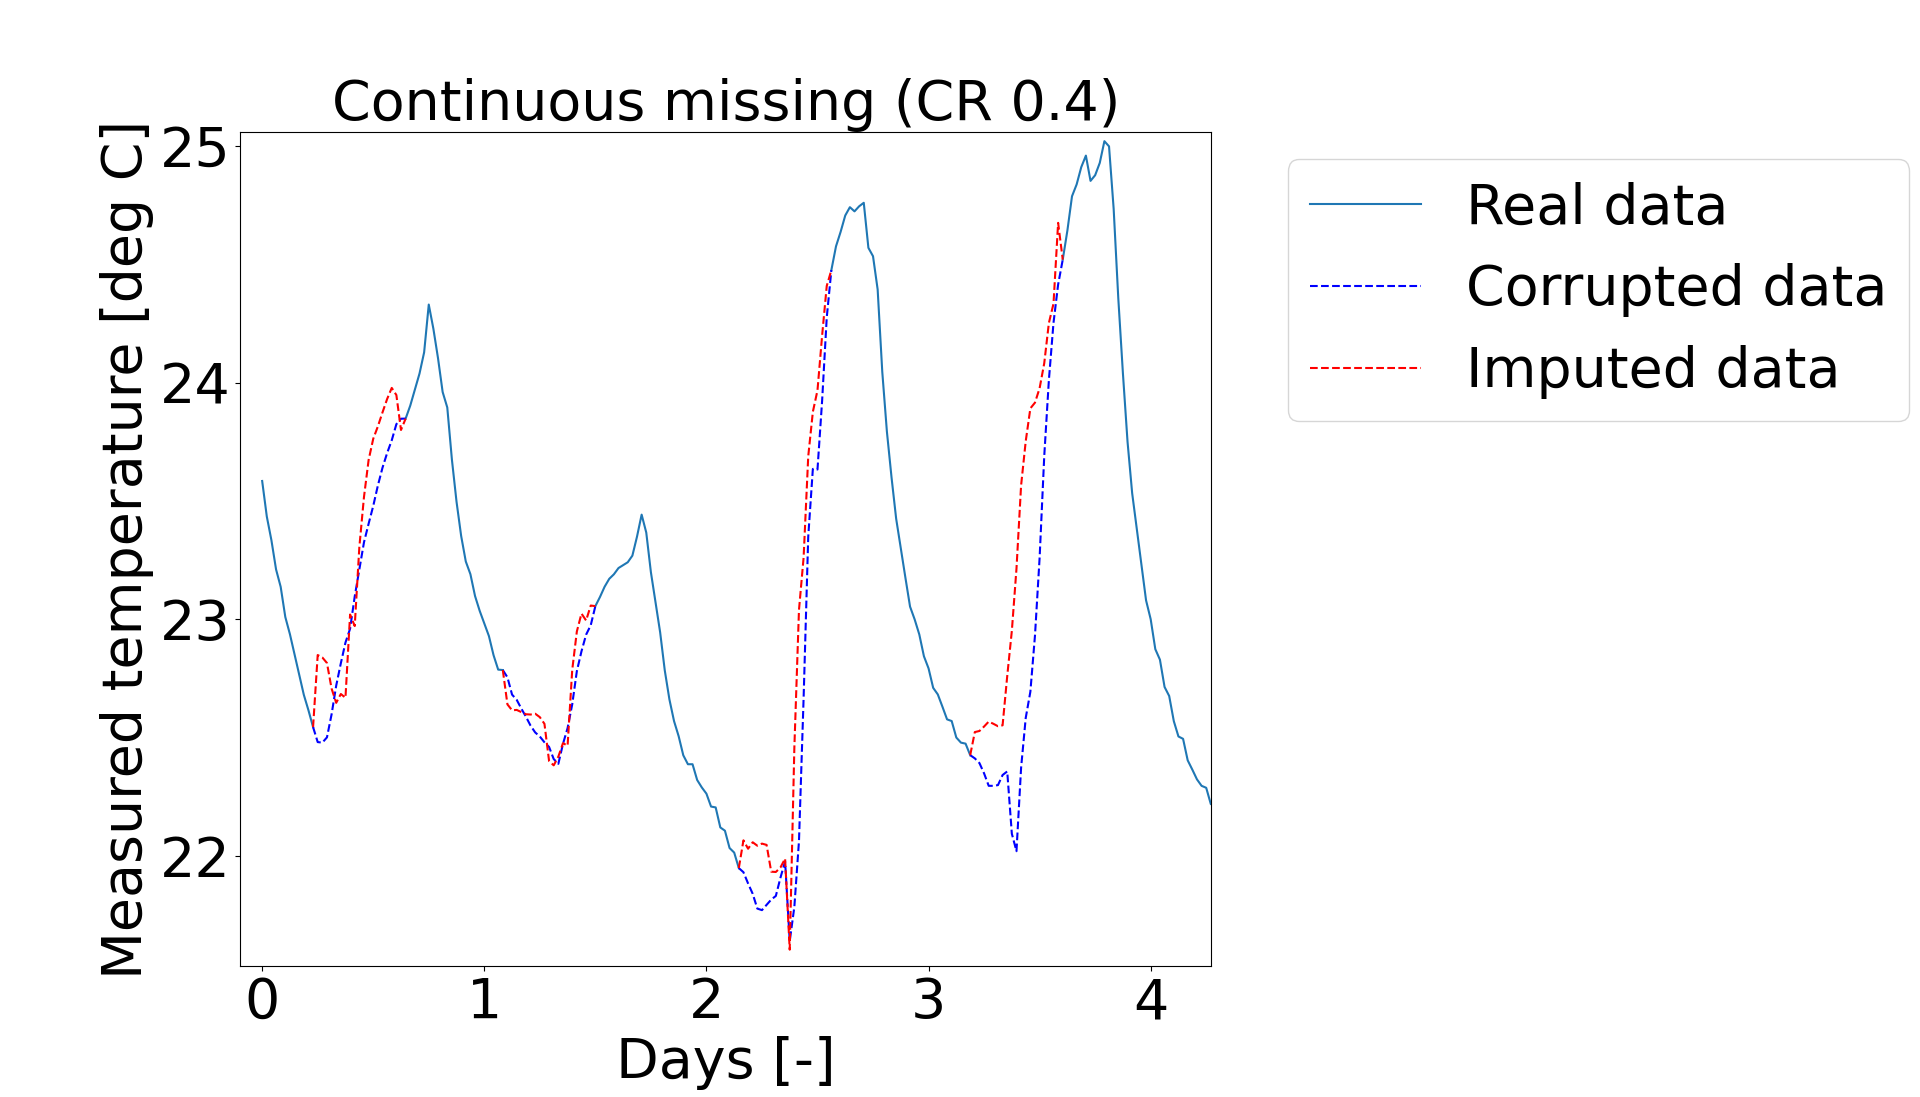 Continuous missing (CR 0.4)
Measured temperature [deg C]
25
24
23
22
0 1 2 3 4
Days [-]
Real data
Corrupted data
Imputed data